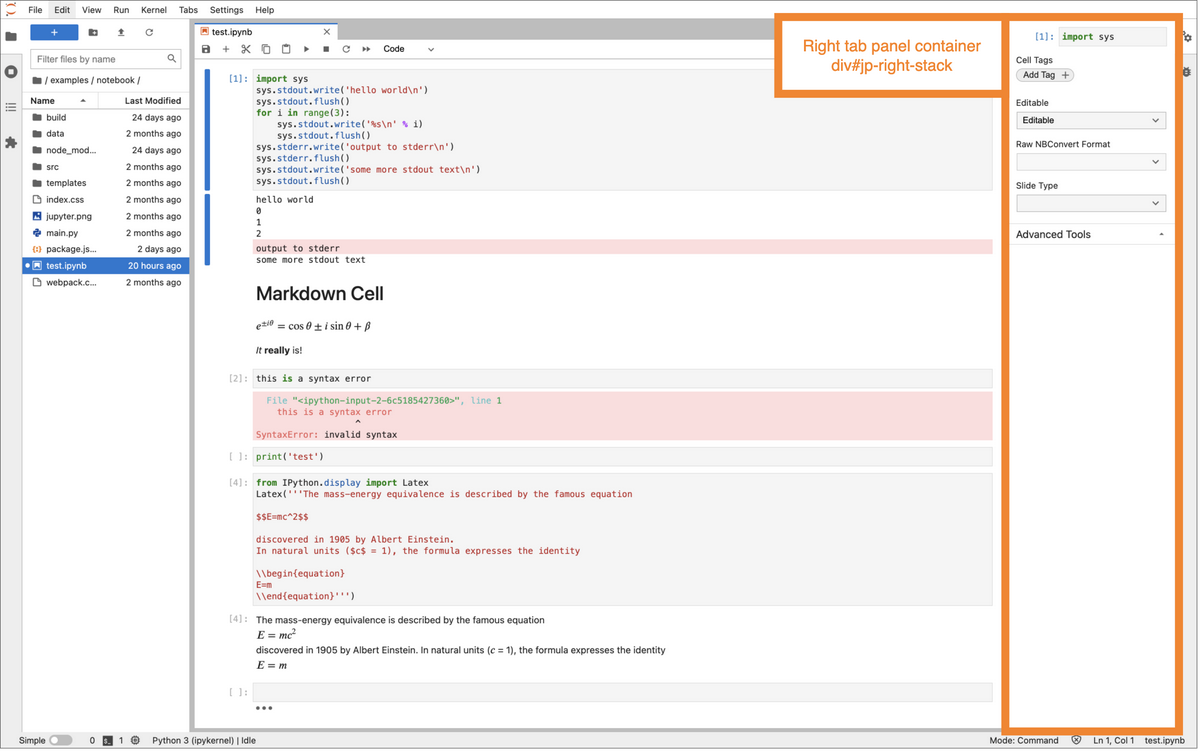 File Edit View Run Kernel Tabs Settings Help
+
Filter files by name
/ examples / notebook /
Name Last Modified
build 24 days ago
data 2 months ago
node_mod... 24 days ago
src 2 months ago
templates 2 months ago
index.css 2 months ago
jupyter.png 2 months ago
main.py 2 months ago
package.js... 2 days ago
test.ipynb 20 hours ago
webpack.c... 2 months ago
test.ipynb
Code
[1]: import sys
sys.stdout.write('hello world\n')
sys.stdout.flush()
for i in range(3):
    sys.stdout.write('%s\n' % i)
    sys.stdout.flush()
sys.stderr.write('output to stderr\n')
sys.stderr.flush()
sys.stdout.write('some more stdout text\n')
sys.stdout.flush()
hello world
0
1
2
output to stderr
some more stdout text
Markdown Cell
e±iθ = cos θ ± i sin θ + β
It really is!
[2]: this is a syntax error
File "<ipython-input-2-6c5185427360>", line 1
this is a syntax error
^
SyntaxError: invalid syntax
[ ]: print('test')
[4]: from IPython.display import Latex
Latex('''The mass-energy equivalence is described by the famous equation
$$E=mc^2$$
discovered in 1905 by Albert Einstein.
In natural units ($c$ = 1), the formula expresses the identity
\\begin{equation}
E=m
\\end{equation}''')
[4]: The mass-energy equivalence is described by the famous equation
E = mc²
discovered in 1905 by Albert Einstein. In natural units (c = 1), the formula expresses the identity
E = m
[ ]:
Right tab panel container
div#jp-right-stack
[1]: import sys
Cell Tags
Add Tag +
Editable
Editable
Raw NBConvert Format
Slide Type
Advanced Tools
Simple 0 1 Python 3 (ipykernel) | Idle Mode: Command Ln 1, Col 1 test.ipynb